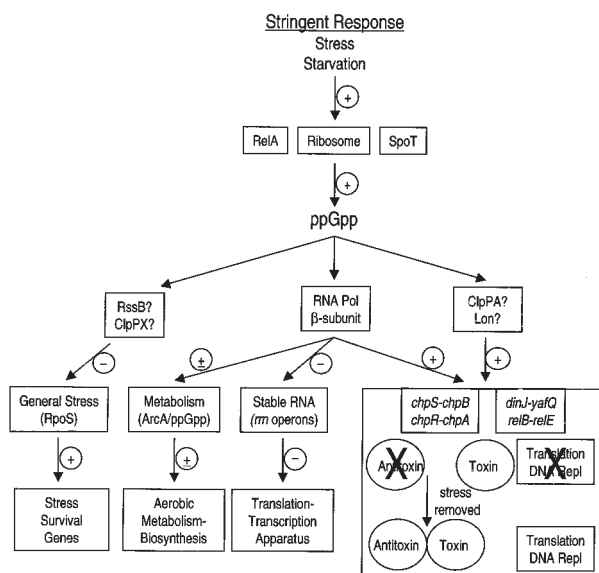 Stringent Response
Stress
Starvation
+
RelA
Ribosome
SpoT
+
ppGpp
RssB?
ClpPX?
RNA Pol
β-subunit
ClpPA?
Lon?
−
±
−
+
+
General Stress
(RpoS)
Metabolism
(ArcA/ppGpp)
Stable RNA
(rrn operons)
chpS-chpB
chpR-chpA
dinJ-yafQ
relB-relE
+
±
−
Antitoxin
Toxin
Translation
DNA Repl
stress
removed
Stress
Survival
Genes
Aerobic
Metabolism-
Biosynthesis
Translation-
Transcription
Apparatus
Antitoxin
Toxin
Translation
DNA Repl